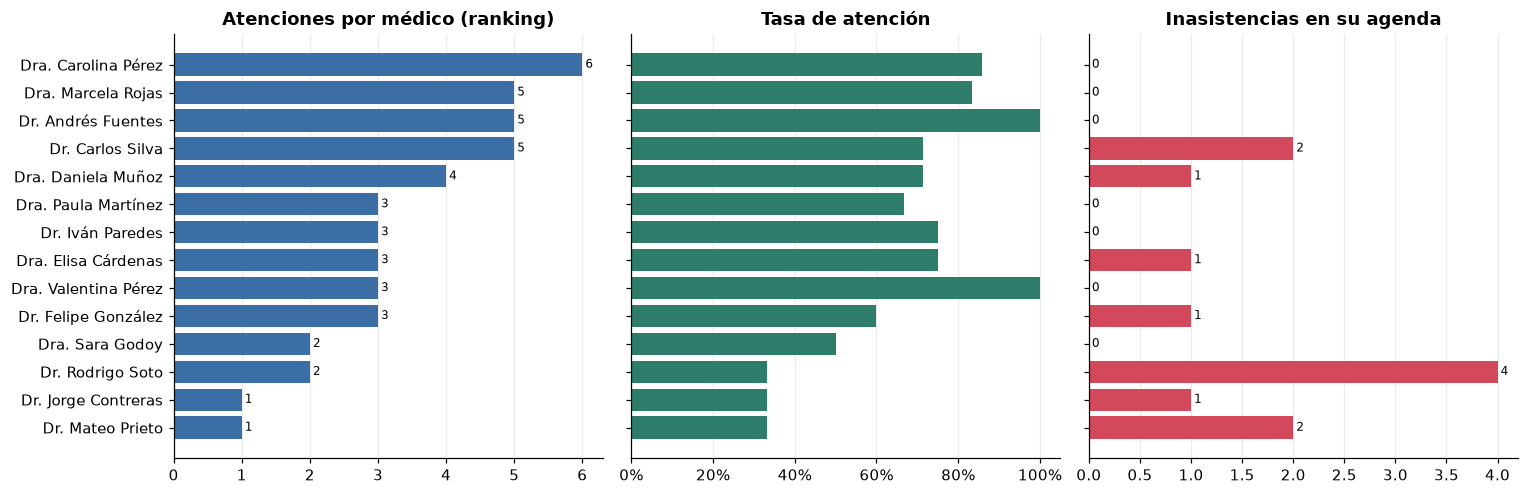 Atenciones por médico (ranking)
Tasa de atención
Inasistencias en su agenda
Dra. Carolina Pérez 6 0
Dra. Marcela Rojas 5 0
Dr. Andrés Fuentes 5 0
Dr. Carlos Silva 5 2
Dra. Daniela Muñoz 4 1
Dra. Paula Martínez 3 0
Dr. Iván Paredes 3 0
Dra. Elisa Cárdenas 3 1
Dra. Valentina Pérez 3 0
Dr. Felipe González 3 1
Dra. Sara Godoy 2 0
Dr. Rodrigo Soto 2 4
Dr. Jorge Contreras 1 1
Dr. Mateo Prieto 1 2
0 1 2 3 4 5 6
0% 20% 40% 60% 80% 100%
0.0 0.5 1.0 1.5 2.0 2.5 3.0 3.5 4.0